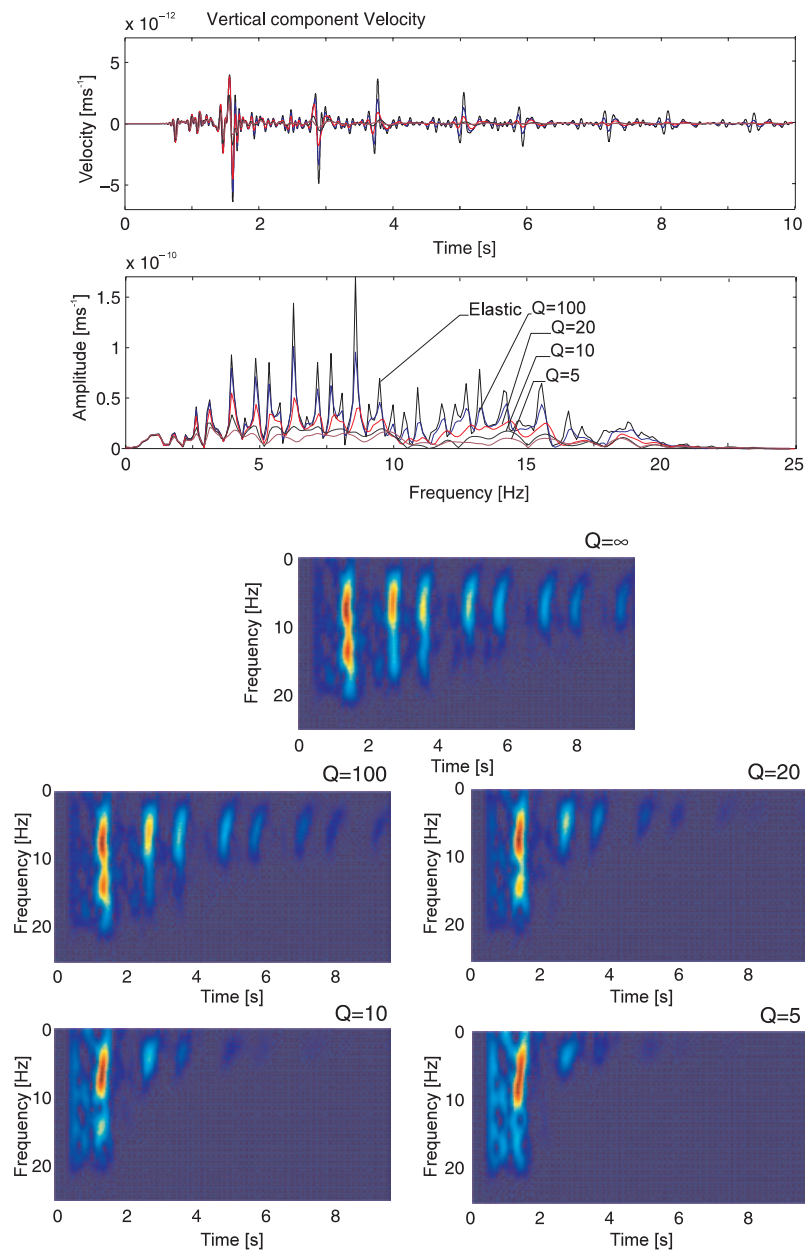 x 10⁻¹² Vertical component Velocity
5
0
−5
Velocity [ms⁻¹]
0 2 4 6 8 10
Time [s]
x 10⁻¹⁰
1.5
1
0.5
0
Amplitude [ms⁻¹]
Elastic
Q=100
Q=20
Q=10
Q=5
0 5 10 15 20 25
Frequency [Hz]
Q=∞
0
10
20
Frequency [Hz]
0 2 4 6 8
Time [s]
Q=100
0
10
20
Frequency [Hz]
0 2 4 6 8
Time [s]
Q=20
0
10
20
Frequency [Hz]
0 2 4 6 8
Time [s]
Q=10
0
10
20
Frequency [Hz]
0 2 4 6 8
Time [s]
Q=5
0
10
20
Frequency [Hz]
0 2 4 6 8
Time [s]